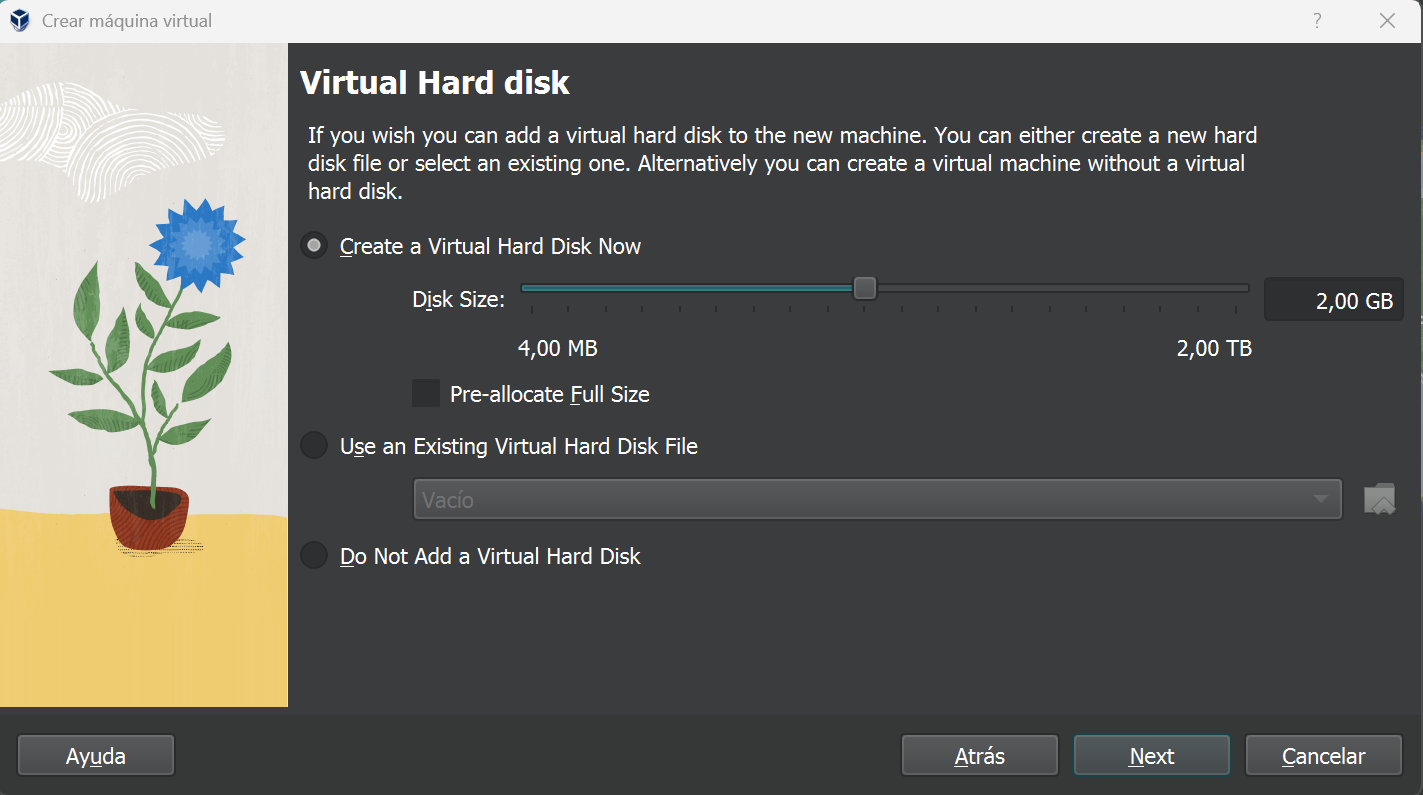 Crear máquina virtual
?
Virtual Hard disk
If you wish you can add a virtual hard disk to the new machine. You can either create a new hard
disk file or select an existing one. Alternatively you can create a virtual machine without a virtual
hard disk.
Create a Virtual Hard Disk Now
Disk Size:
2,00 GB
4,00 MB
2,00 TB
Pre-allocate Full Size
Use an Existing Virtual Hard Disk File
Vacío
Do Not Add a Virtual Hard Disk
Ayuda
Atrás
Next
Cancelar